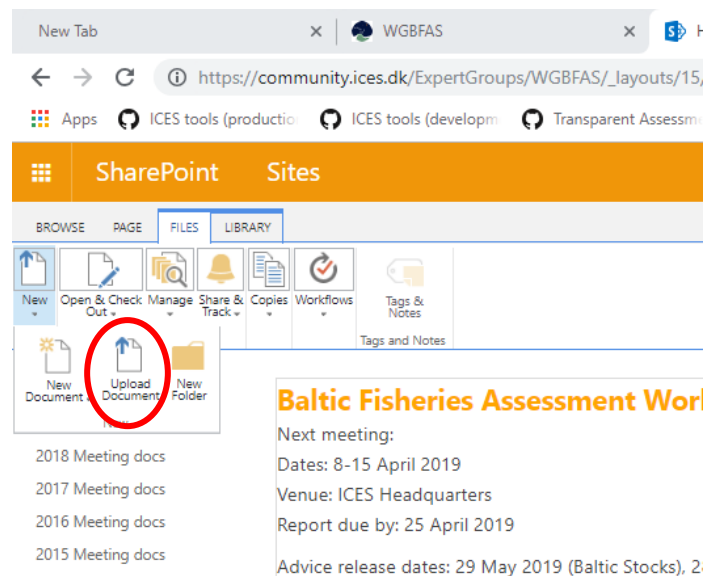 New Tab
WGBFAS
H
https://community.ices.dk/ExpertGroups/WGBFAS/_layouts/15/
Apps
ICES tools (productio
ICES tools (developm
Transparent Assessm
SharePoint
Sites
BROWSE
PAGE
FILES
LIBRARY
New
Open & Check
Out
Manage
Share &
Track
Copies
Workflows
Tags &
Notes
Tags and Notes
New
Document
Upload
Document
New
Folder
New
2018 Meeting docs
2017 Meeting docs
2016 Meeting docs
2015 Meeting docs
Baltic Fisheries Assessment Wor
Next meeting:
Dates: 8-15 April 2019
Venue: ICES Headquarters
Report due by: 25 April 2019
Advice release dates: 29 May 2019 (Baltic Stocks), 2